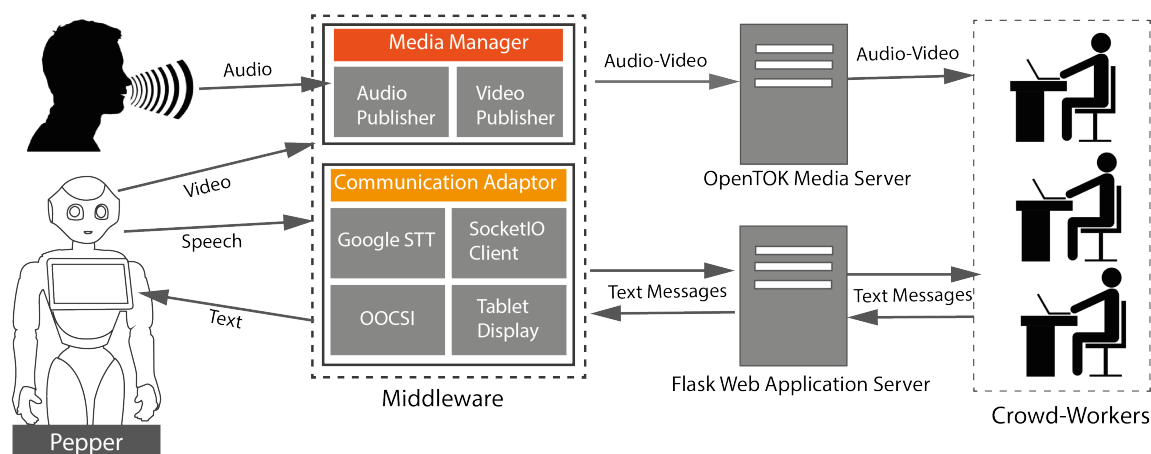 Audio
Video
Speech
Text
Pepper
Media Manager
Audio
Publisher
Video
Publisher
Communication Adaptor
Google STT
SocketIO
Client
OOCSI
Tablet
Display
Middleware
Audio-Video
OpenTOK Media Server
Audio-Video
Text Messages
Flask Web Application Server
Text Messages
Crowd-Workers